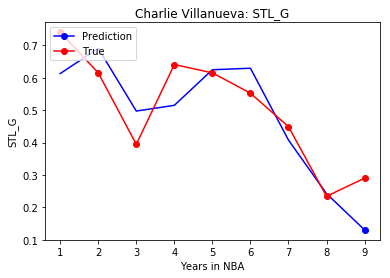 Charlie Villanueva: STL_G
Prediction
True
STL_G
0.7
0.6
0.5
0.4
0.3
0.2
0.1
1 2 3 4 5 6 7 8 9
Years in NBA